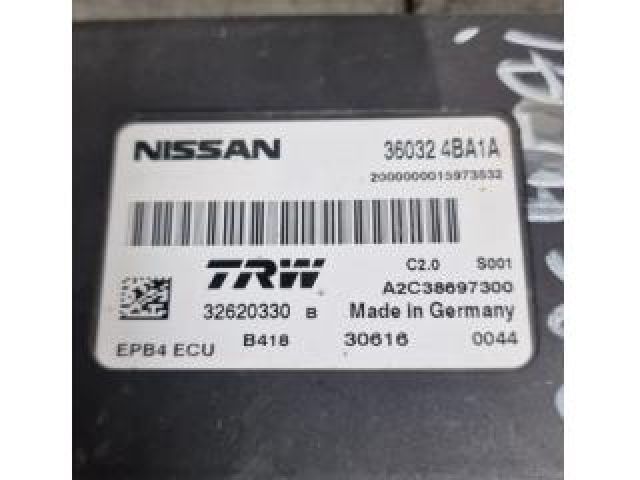 NISSAN 36032 4BA1A
2000000015973532
TRW C2.0 S001
A2C38697300
32620330 B Made in Germany
EPB4 ECU B418 30616 0044